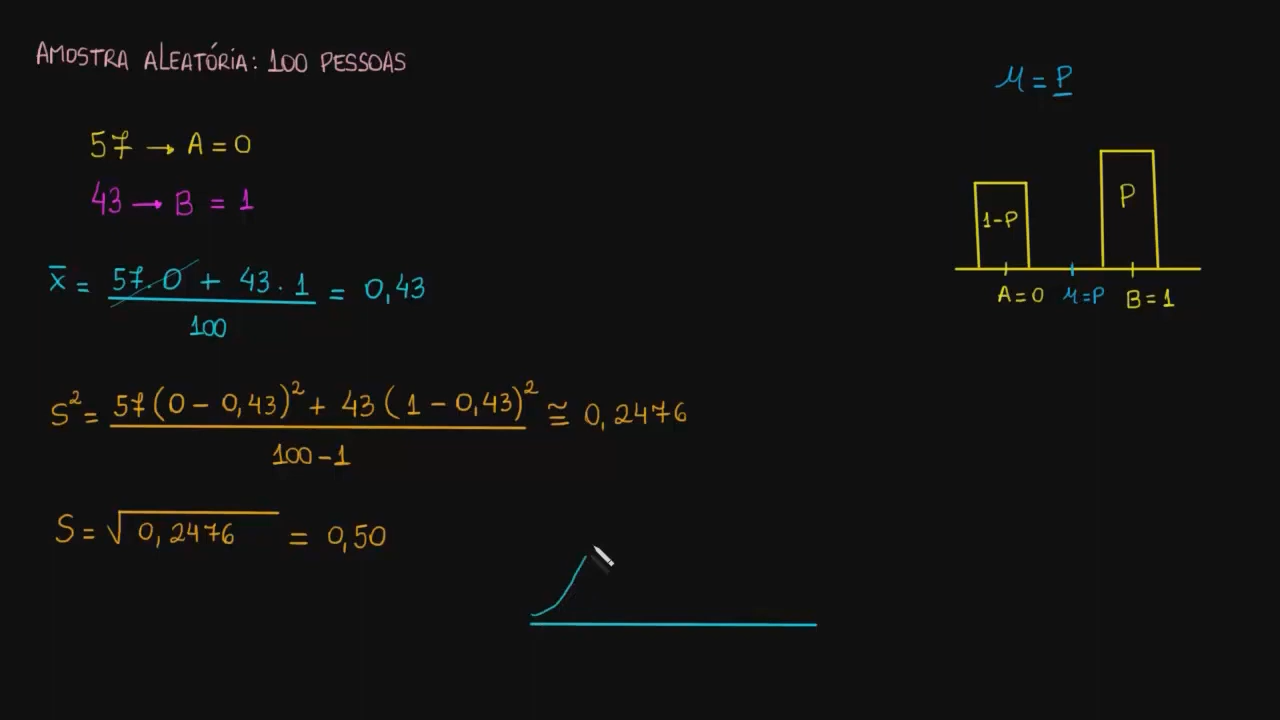 AMOSTRA ALEATÓRIA: 100 PESSOAS
57 → A = 0
43 → B = 1
x̅ = 57.0 + 43.1 = 0,43
100
S² = 57(0 - 0,43)² + 43(1 - 0,43)² ≅ 0,2476
100 - 1
S = √0,2476 = 0,50
μ = P
1-P
P
A=0 μ=P B=1